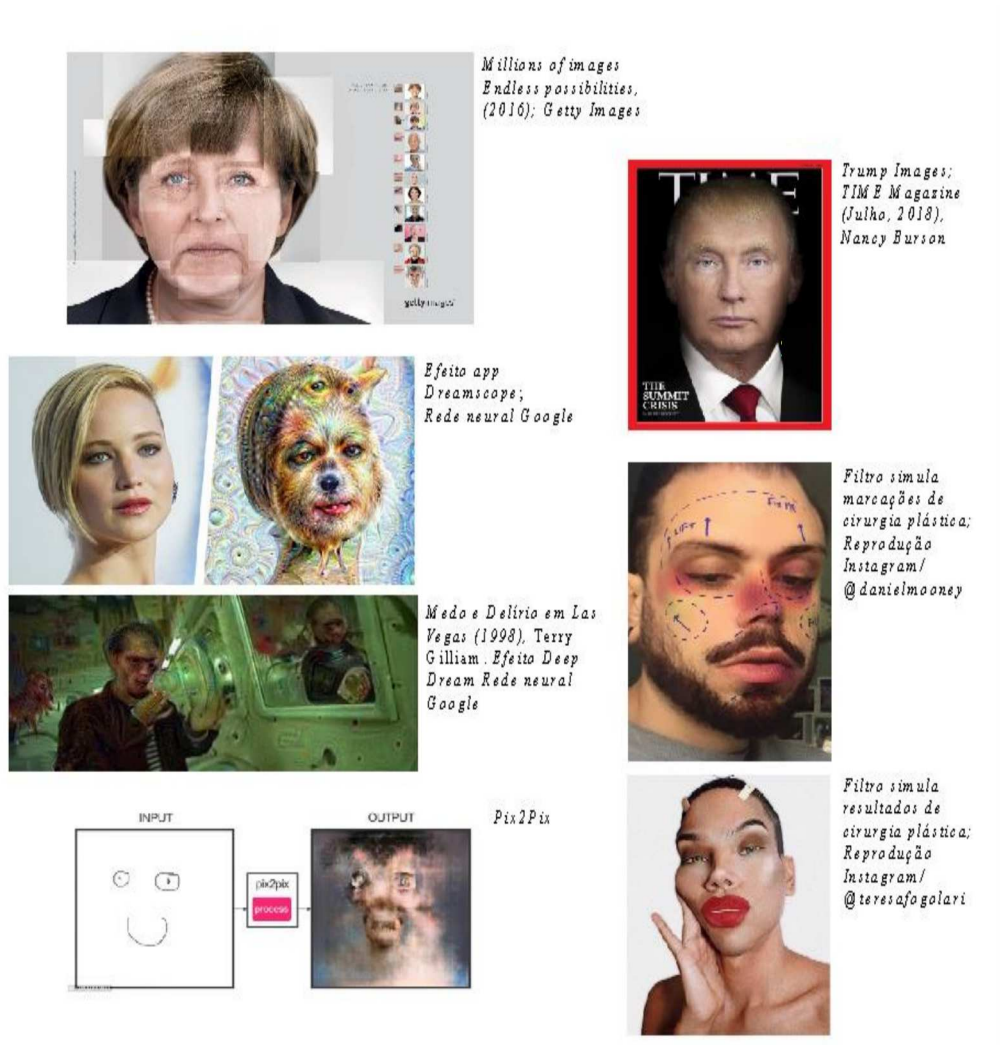 Millions of images
Endless possibilities,
(2016); Getty Images
gettyimages
Trump Images;
TIME Magazine
(Julho, 2018),
Nancy Burson
TIME
THE
SUMMIT
CRISIS
Efeito app
Dreamscope;
Rede neural Google
Filtro simula
marcações de
cirurgia plástica;
Reprodução
Instagram/
@danielmooney
LIFT
Medo e Delírio em Las
Vegas (1998), Terry
Gilliam. Efeito Deep
Dream Rede neural
Google
Filtro simula
resultados de
cirurgia plástica;
Reprodução
Instagram/
@teresafogolari
Pix2Pix
INPUT
OUTPUT
pix2pix
process